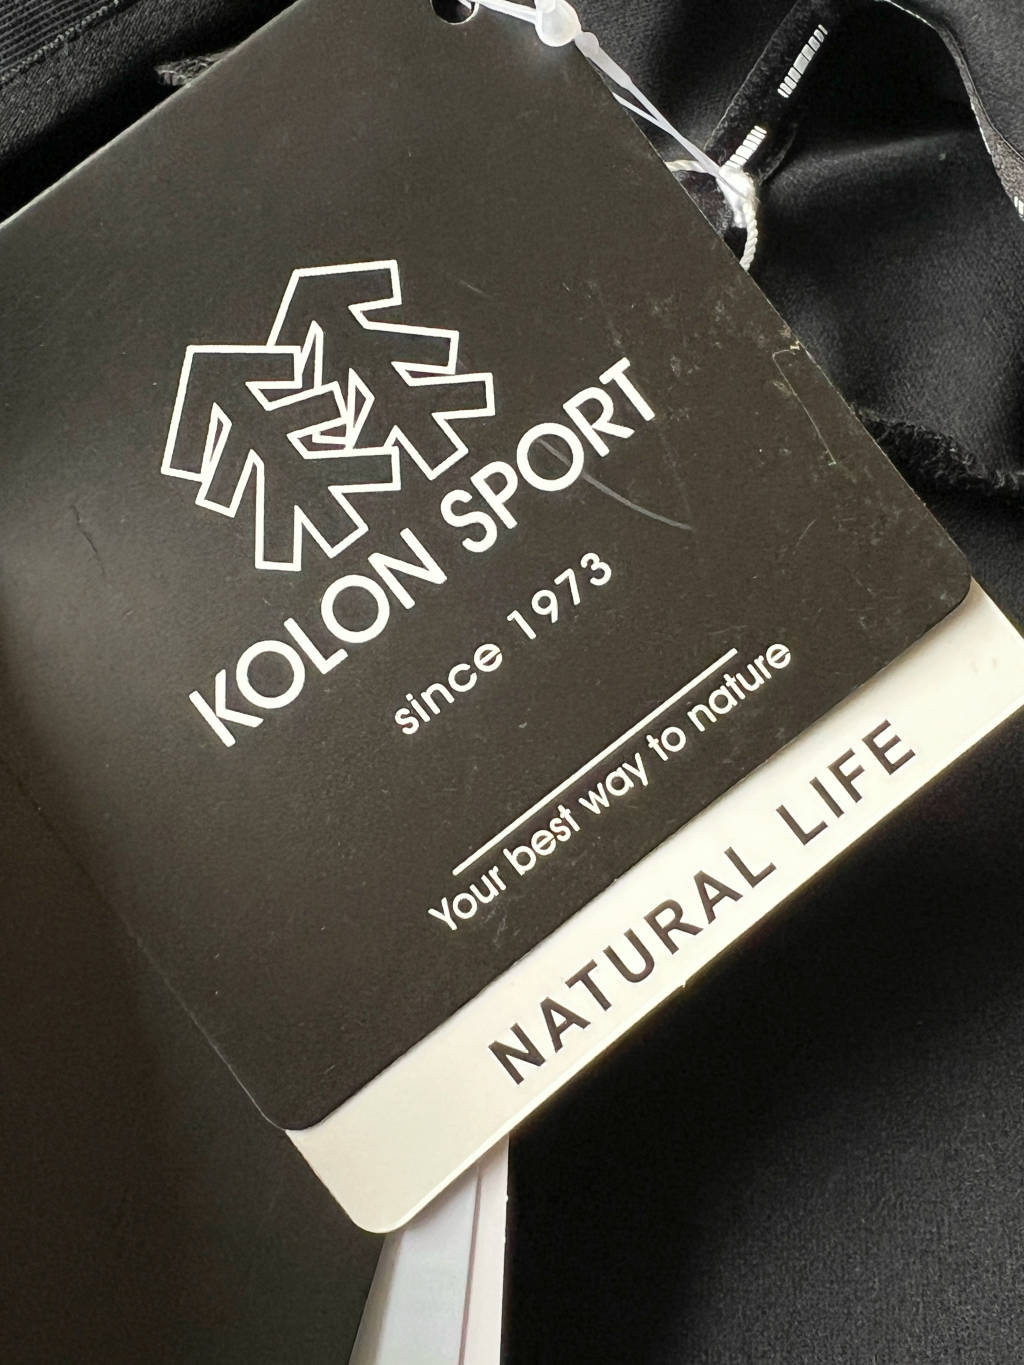 KOLON SPORT
since 1973
Your best way to nature
NATURAL LIFE